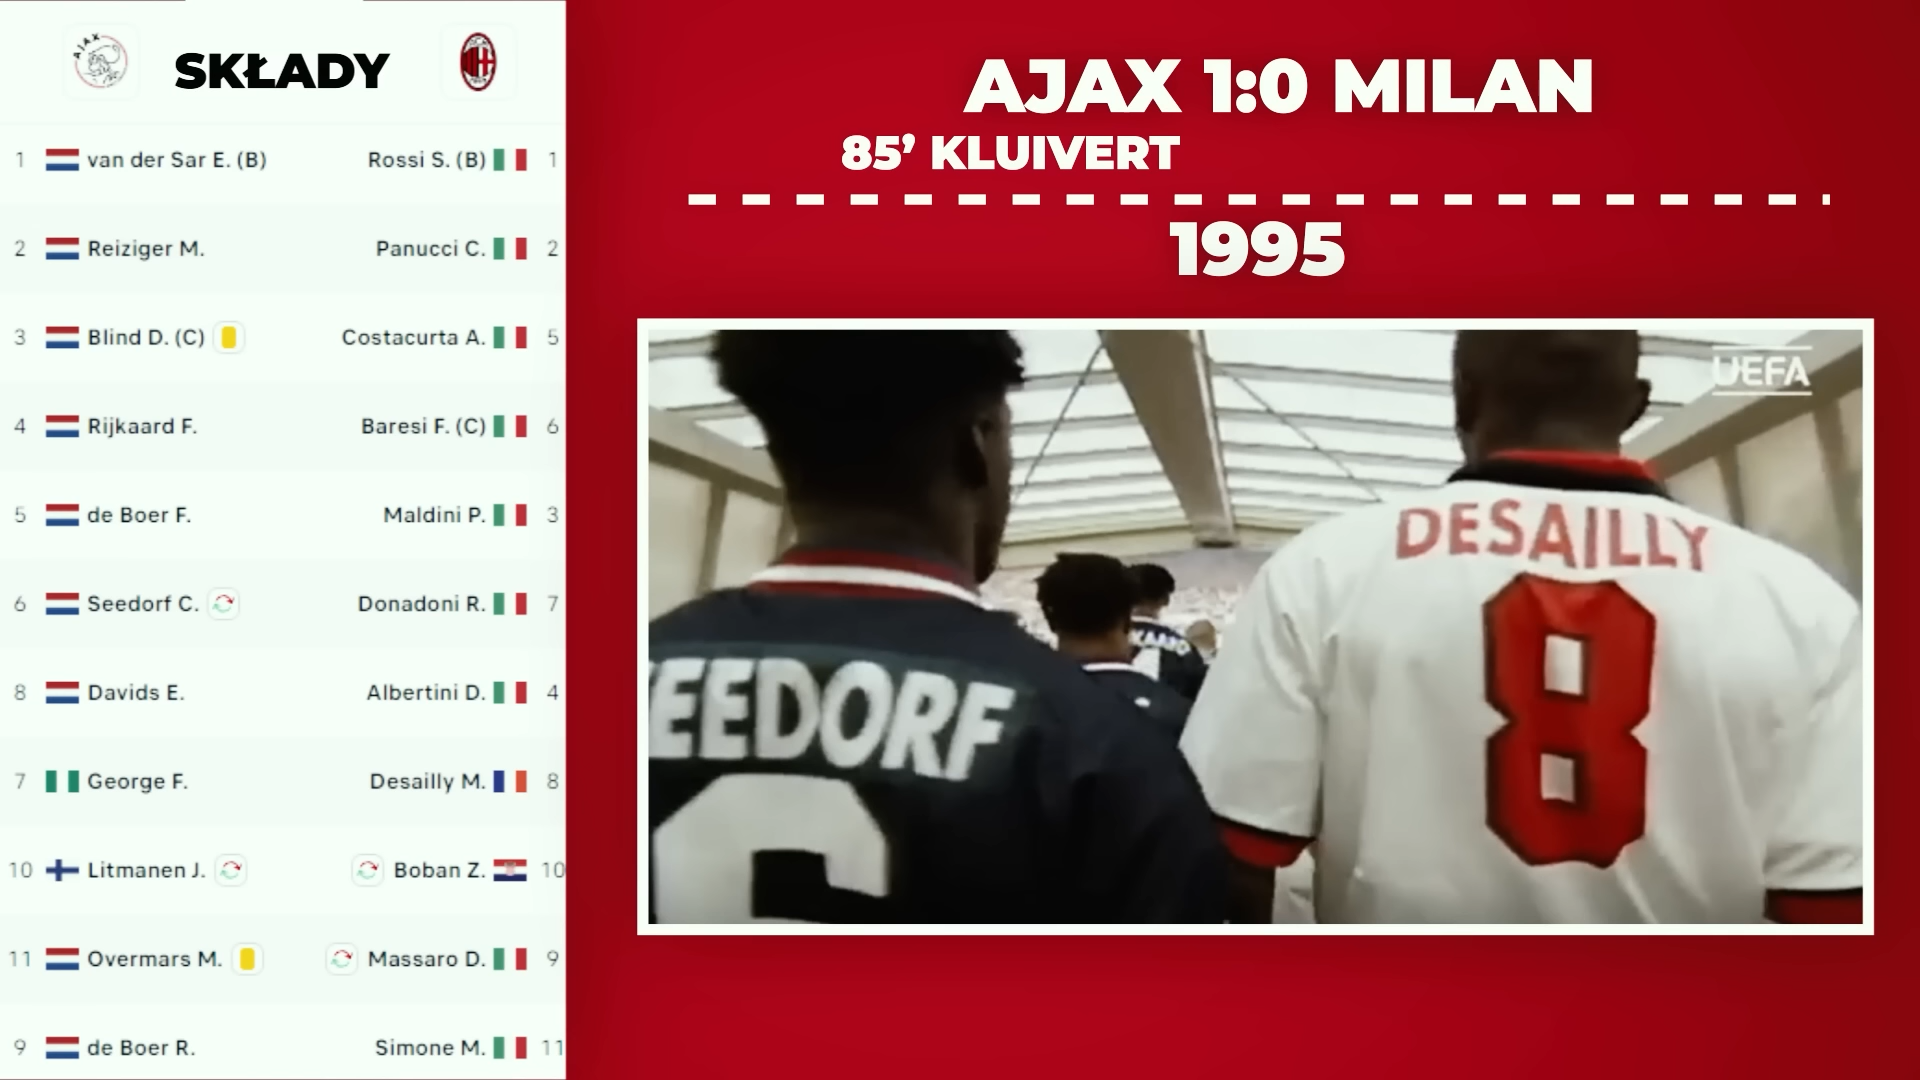 AJAX
SKŁADY
1 van der Sar E. (B) Rossi S. (B) 1
2 Reiziger M. Panucci C. 2
3 Blind D. (C) Costacurta A. 5
4 Rijkaard F. Baresi F. (C) 6
5 de Boer F. Maldini P. 3
6 Seedorf C. Donadoni R. 7
8 Davids E. Albertini D. 4
7 George F. Desailly M. 8
10 Litmanen J. Boban Z. 10
11 Overmars M. Massaro D. 9
9 de Boer R. Simone M. 11
AJAX 1:0 MILAN
85’ KLUIVERT
1995
UEFA
DESAILLY
8
EEDORF
6